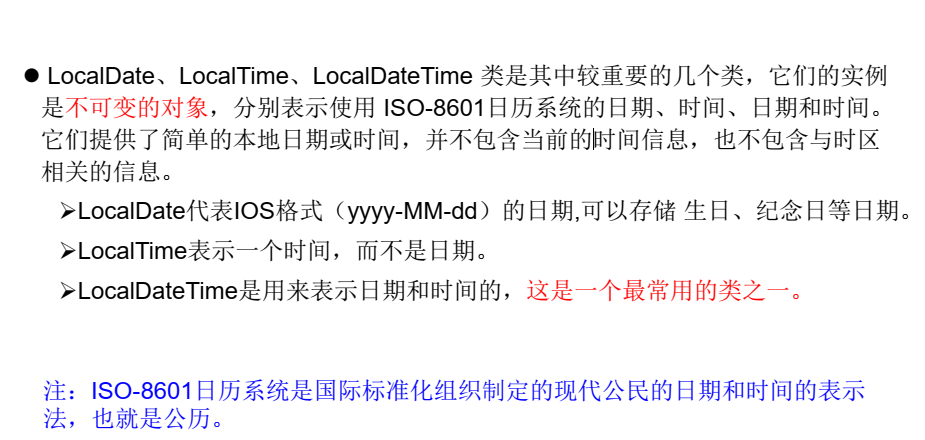 ● LocalDate、LocalTime、LocalDateTime 类是其中较重要的几个类，它们的实例
是不可变的对象，分别表示使用 ISO-8601日历系统的日期、时间、日期和时间。
它们提供了简单的本地日期或时间，并不包含当前的时间信息，也不包含与时区
相关的信息。
➢LocalDate代表IOS格式（yyyy-MM-dd）的日期,可以存储 生日、纪念日等日期。
➢LocalTime表示一个时间，而不是日期。
➢LocalDateTime是用来表示日期和时间的，这是一个最常用的类之一。
注：ISO-8601日历系统是国际标准化组织制定的现代公民的日期和时间的表示
法，也就是公历。